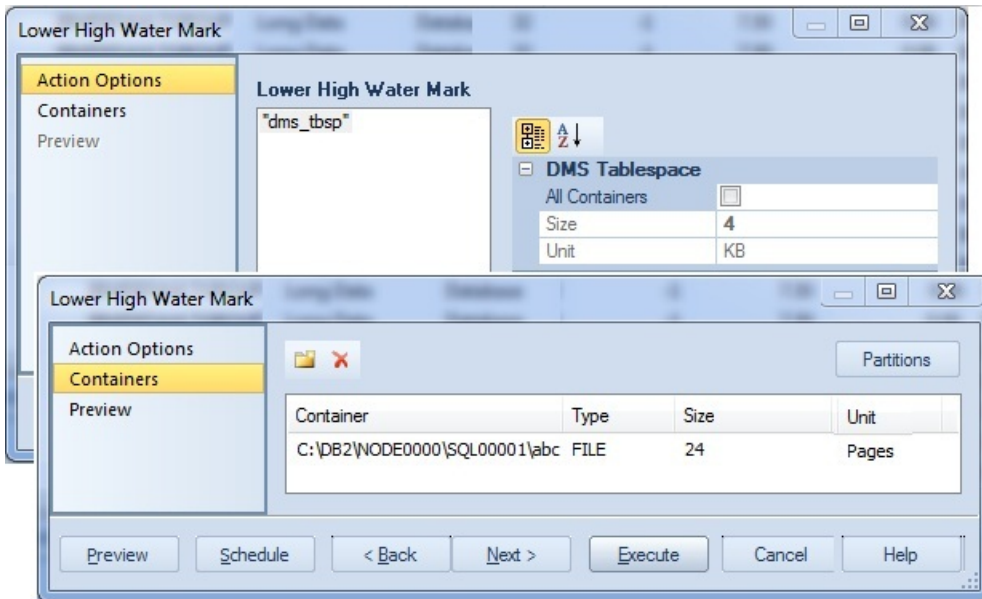 Lower High Water Mark
Action Options
Containers
Preview
Lower High Water Mark
"dms_tbsp"
DMS Tablespace
All Containers
Size 4
Unit KB
Lower High Water Mark
Action Options
Containers
Preview
Partitions
Container Type Size Unit
C:\DB2\NODE0000\SQL00001\abc FILE 24 Pages
Preview Schedule < Back Next > Execute Cancel Help